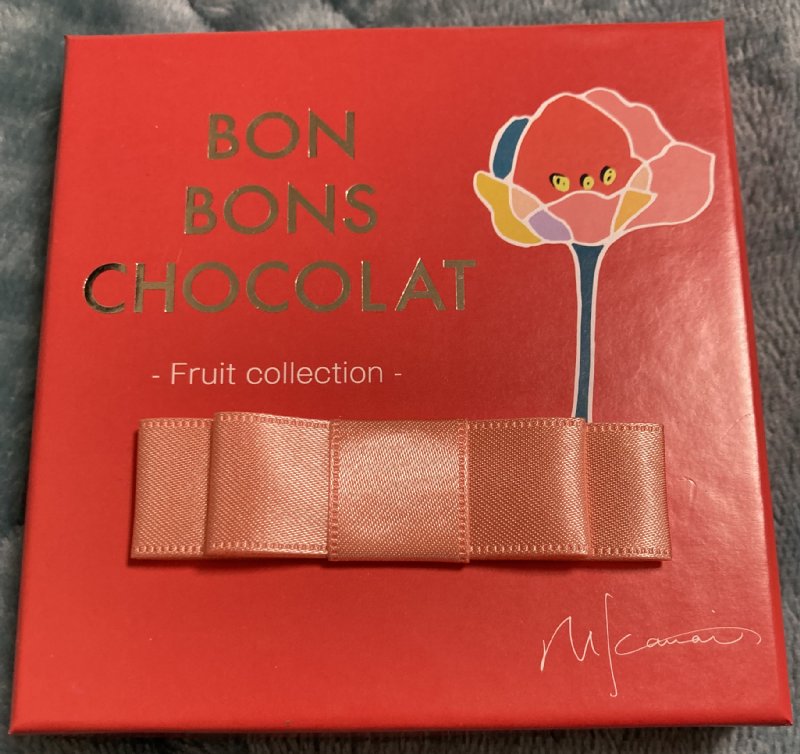 BON
BONS
CHOCOLAT
- Fruit collection -